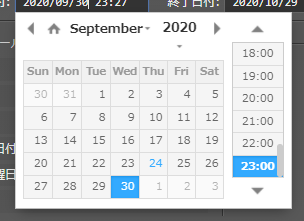 2020/09/30 23:27 終了日付: 2020/10/29
September 2020
Sun Mon Tue Wed Thu Fri Sat
30 31 1 2 3 4 5
6 7 8 9 10 11 12
13 14 15 16 17 18 19
20 21 22 23 24 25 26
27 28 29 30 1 2 3
18:00
19:00
20:00
21:00
22:00
23:00